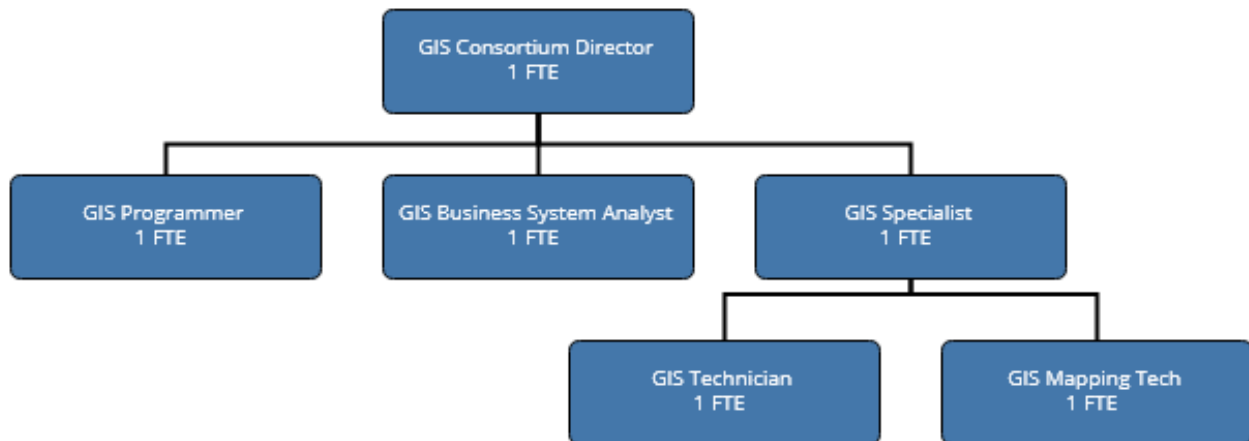 GIS Consortium Director
1 FTE
GIS Programmer
1 FTE
GIS Business System Analyst
1 FTE
GIS Specialist
1 FTE
GIS Technician
1 FTE
GIS Mapping Tech
1 FTE